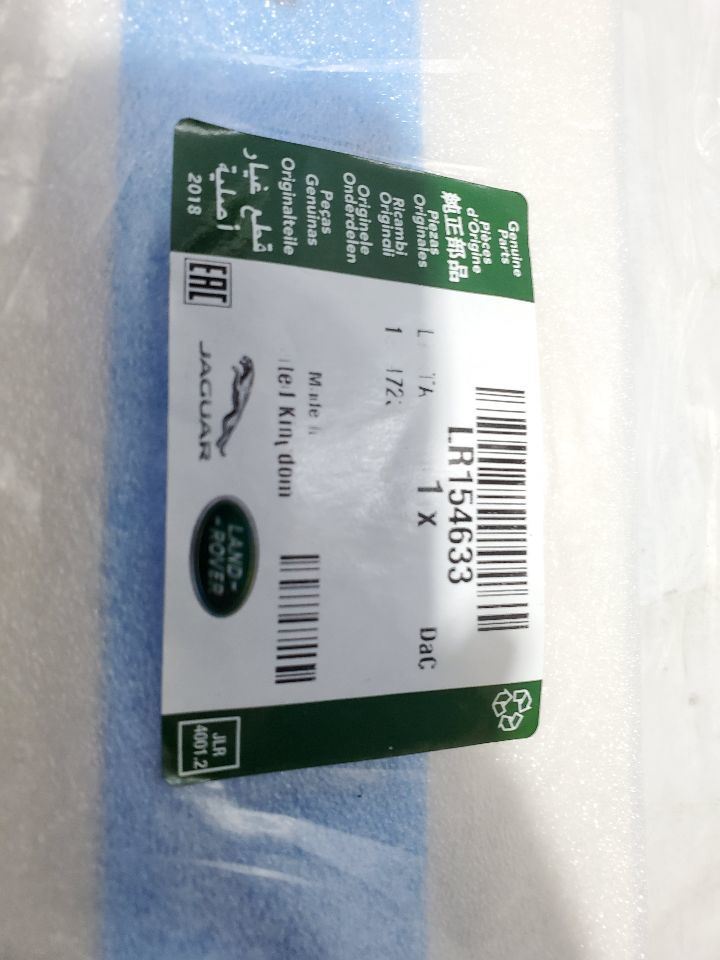 Genuine
Parts
Pièces
d'Origine
純正部品
Piezas
Originales
Ricambi
Originali
Originele
Onderdelen
Peças
Genuínas
Originalteile
قطع غيار
أصلية
2018
LR154633
1 x
DaC
EAC
JAGUAR
LAND-
-ROVER
JLR
4001.2